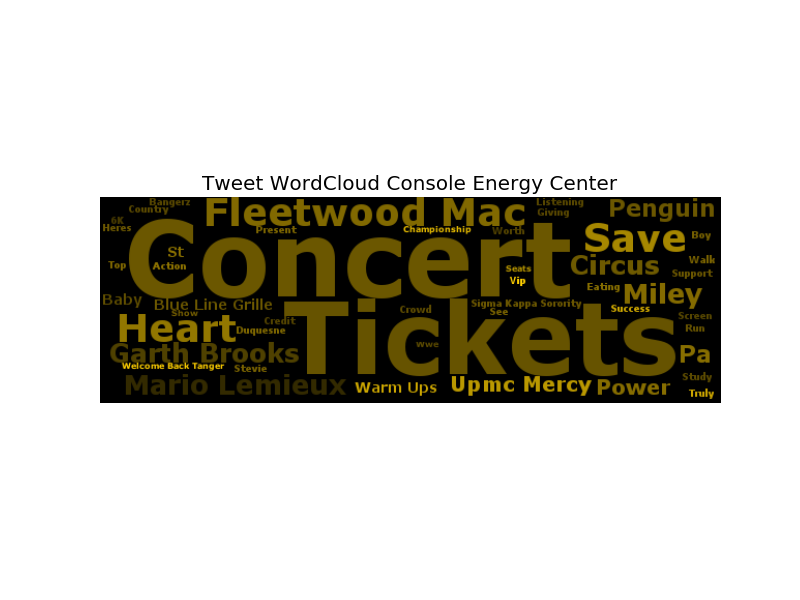 Tweet WordCloud Console Energy Center
Bangerz
Country
Fleetwood Mac
Listening
Giving
Penguin
6K
Heres
Present
Championship
Worth
Save
Boy
Concert
St
Top
Action
Seats
Vip
Circus
Walk
Support
Baby
Blue Line Grille
Show
Tickets
Crowd
Sigma Kappa Sorority
See
Eating
Success
Miley
Screen
Run
Heart
Credit
Duquesne
Wwe
Garth Brooks
Pa
Welcome Back Tanger
Stevie
Study
Mario Lemieux
Warm Ups
Upmc Mercy
Power
Truly